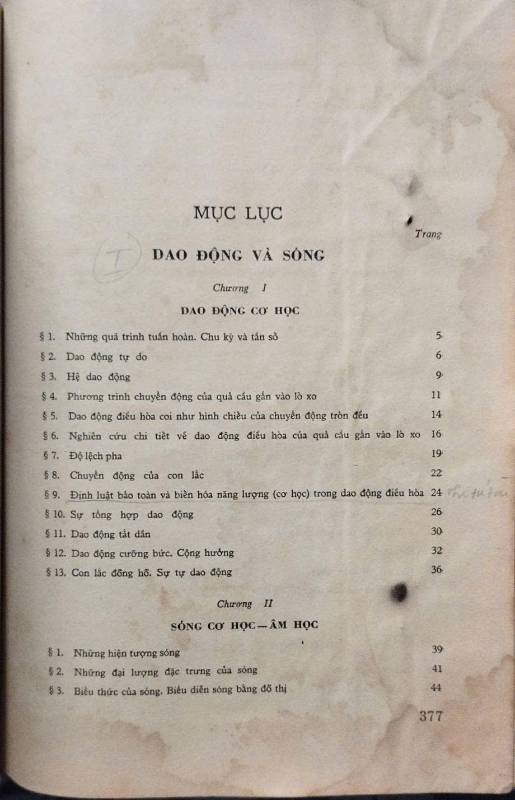 MỤC LỤC
Trang
I
DAO ĐỘNG VÀ SÓNG
Chương I
DAO ĐỘNG CƠ HỌC
§ 1. Những quá trình tuần hoàn. Chu kỳ và tần số 5
§ 2. Dao động tự do 6
§ 3. Hệ dao động 9
§ 4. Phương trình chuyển động của quả cầu gắn vào lò xo 11
§ 5. Dao động điều hòa coi như hình chiếu của chuyển động tròn đều 14
§ 6. Nghiên cứu chi tiết về dao động điều hòa của quả cầu gắn vào lò xo 16
§ 7. Độ lệch pha 19
§ 8. Chuyển động của con lắc 22
§ 9. Định luật bảo toàn và biến hóa năng lượng (cơ học) trong dao động điều hòa 24
§ 10. Sự tổng hợp dao động 26
§ 11. Dao động tắt dần 30
§ 12. Dao động cưỡng bức. Cộng hưởng 32
§ 13. Con lắc đồng hồ. Sự tự dao động 36
Chương II
SÓNG CƠ HỌC — ÂM HỌC
§ 1. Những hiện tượng sóng 39
§ 2. Những đại lượng đặc trưng của sóng 41
§ 3. Biểu thức của sóng. Biểu diễn sóng bằng đồ thị 44
377